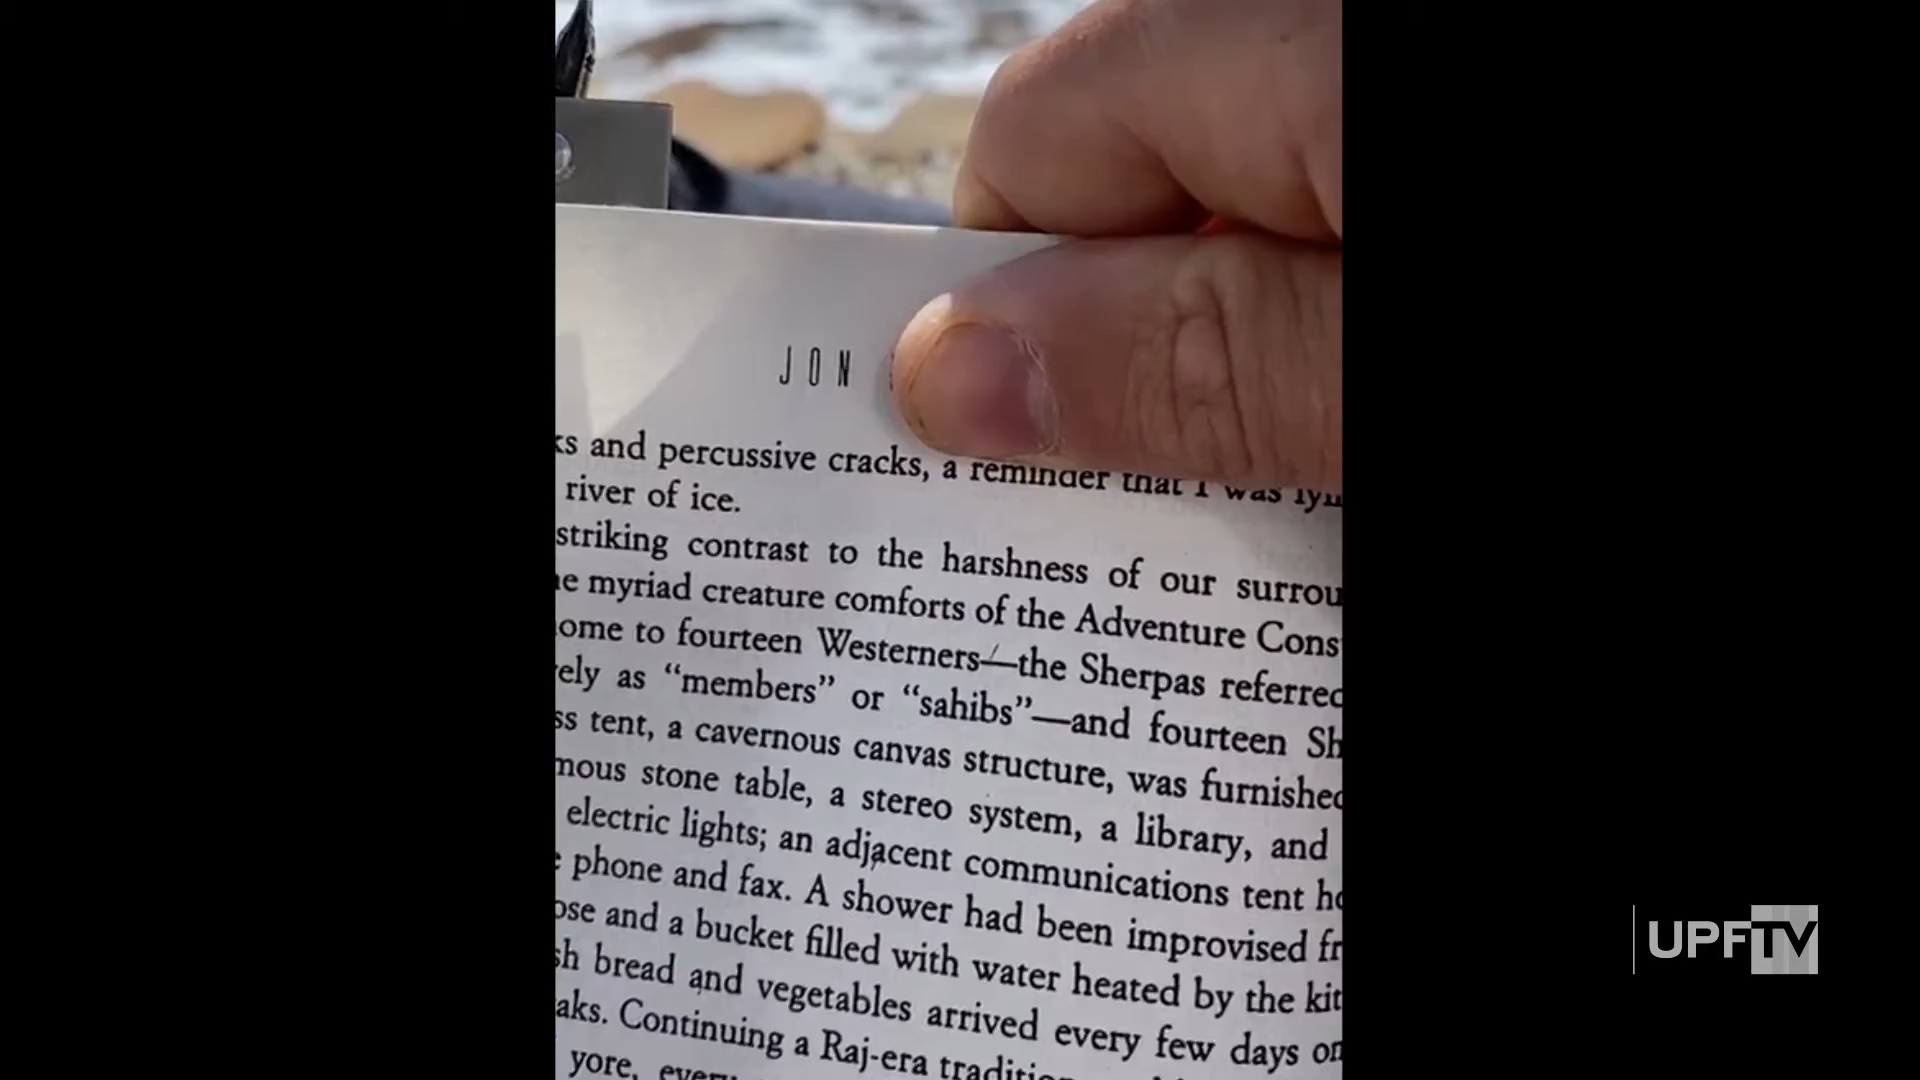 JON
and percussive cracks, a reminder that I was
river of ice.
striking contrast to the harshness of our surrou
myriad creature comforts of the Adventure Cons
ome to fourteen Westerners—the Sherpas referred
ely as “members” or “sahibs”—and fourteen Sh
ss tent, a cavernous canvas structure, was furnished
mous stone table, a stereo system, a library, and
electric lights; an adjacent communications tent ho
phone and fax. A shower had been improvised fr
ose and a bucket filled with water heated by the kit
sh bread and vegetables arrived every few days on
aks. Continuing a Raj-era tradition
yore, every
UPFTV